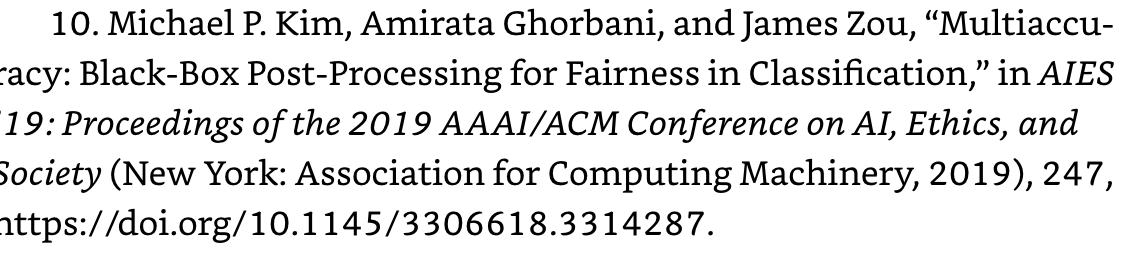 10. Michael P. Kim, Amirata Ghorbani, and James Zou, “Multiaccu-
racy: Black-Box Post-Processing for Fairness in Classification,” in AIES
’19: Proceedings of the 2019 AAAI/ACM Conference on AI, Ethics, and
Society (New York: Association for Computing Machinery, 2019), 247,
https://doi.org/10.1145/3306618.3314287.